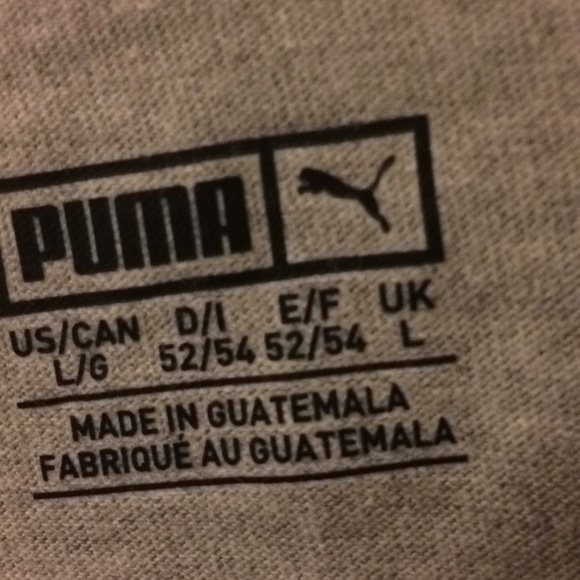 PUMA
US/CAN D/I E/F UK
L/G 52/54 52/54 L
MADE IN GUATEMALA
FABRIQUÉ AU GUATEMALA